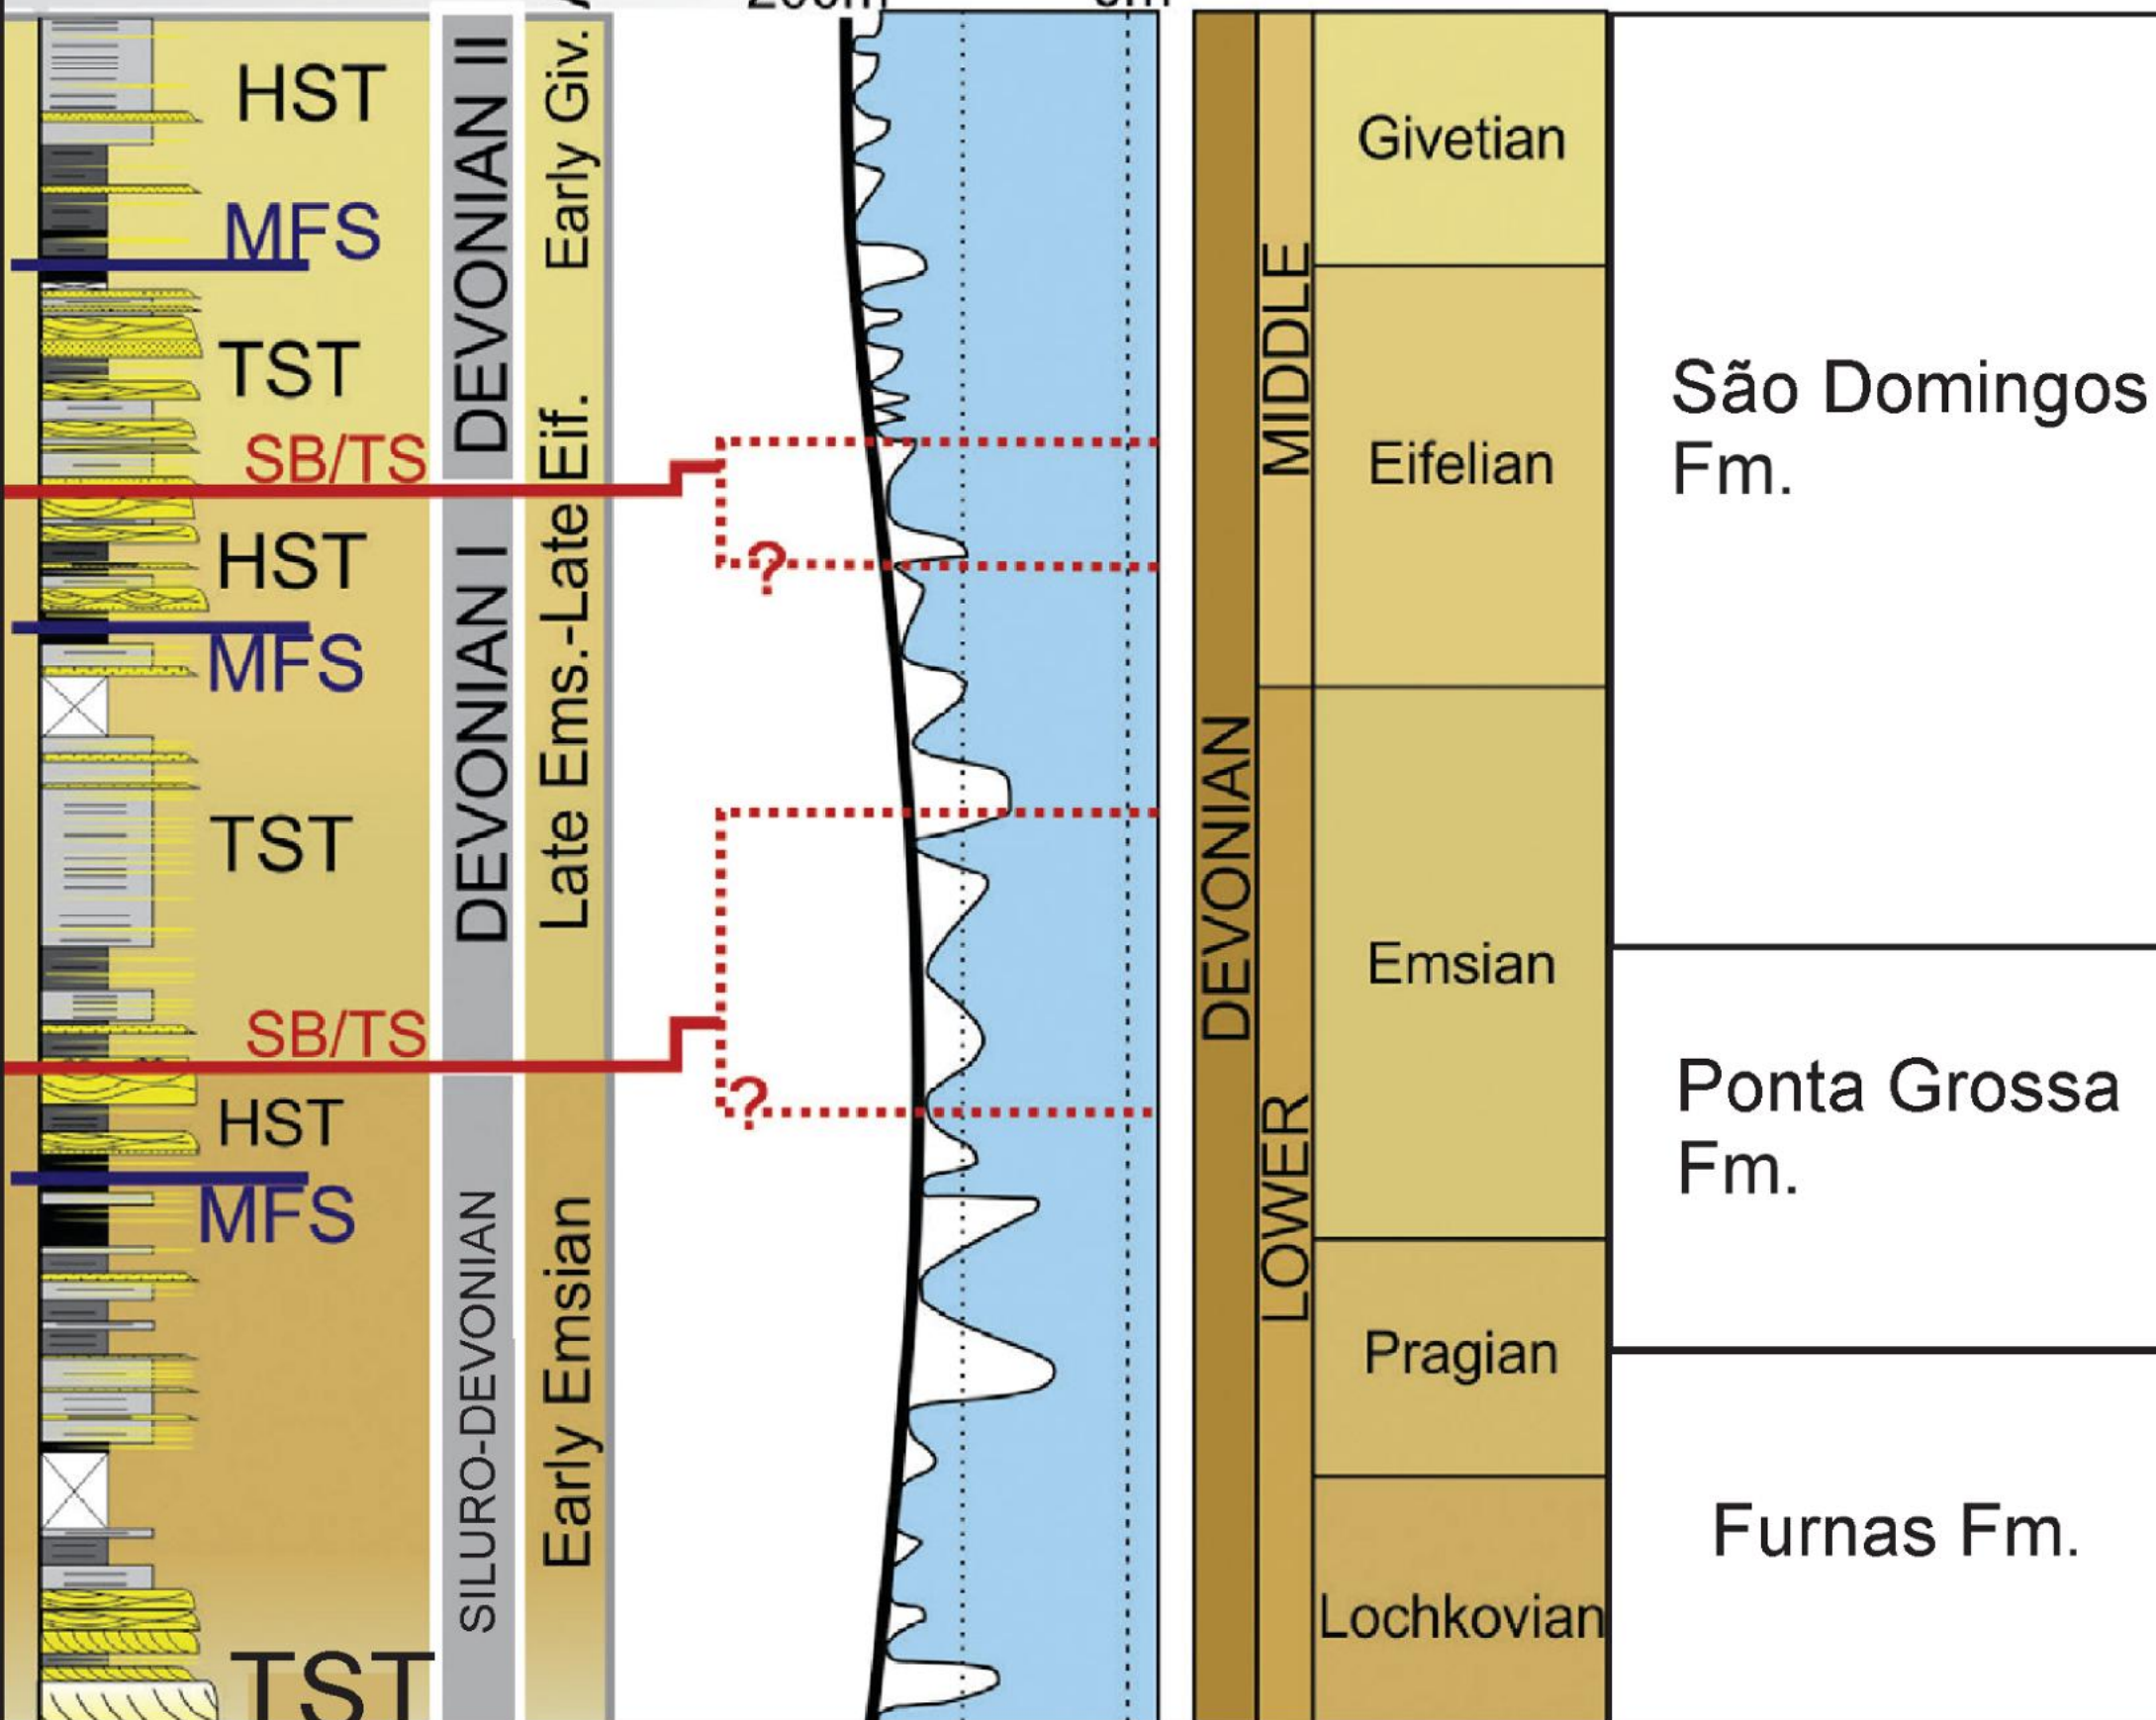 HST
MFS
TST
SB/TS
HST
MFS
TST
SB/TS
HST
MFS
TST
DEVONIAN II
DEVONIAN I
SILURO-DEVONIAN
Early Giv.
Late Ems.-Late Eif.
Early Emsian
?
?
DEVONIAN
MIDDLE
LOWER
Givetian
Eifelian
Emsian
Pragian
Lochkovian
São Domingos
Fm.
Ponta Grossa
Fm.
Furnas Fm.